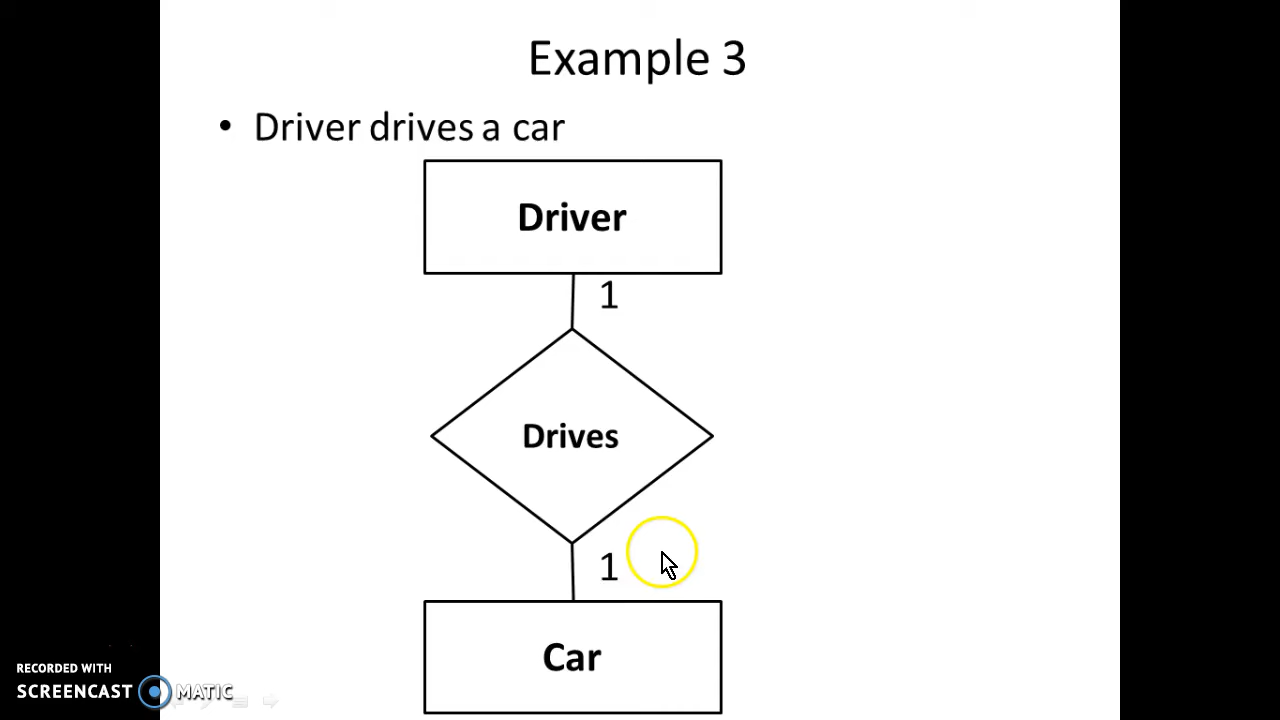 Example 3
• Driver drives a car
Driver
1
Drives
1
Car
RECORDED WITH
SCREENCAST MATIC